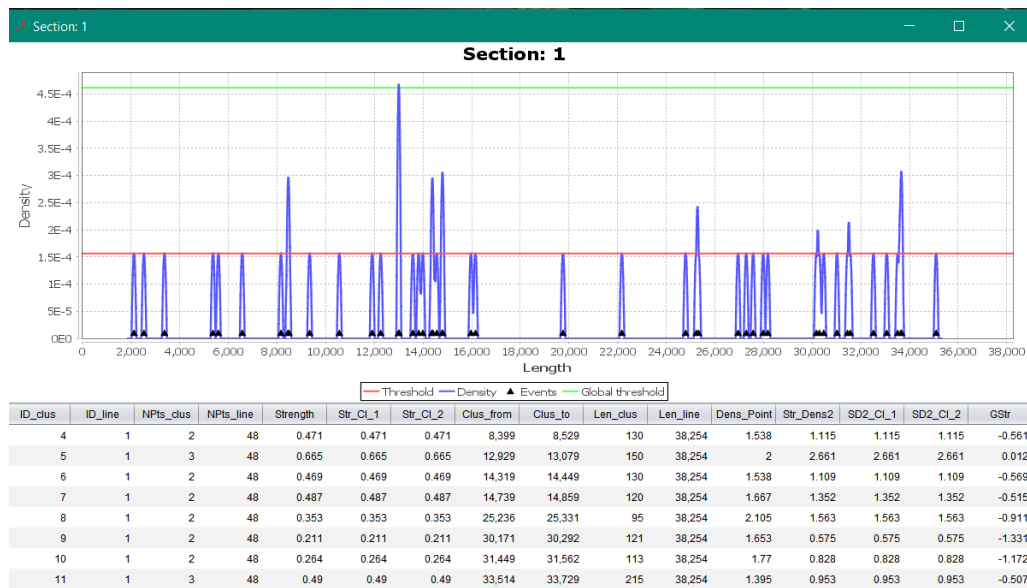 Section: 1
Section: 1
4.5E-4
4E-4
3.5E-4
3E-4
2.5E-4
2E-4
1.5E-4
1E-4
5E-5
0E0
Density
0 2,000 4,000 6,000 8,000 10,000 12,000 14,000 16,000 18,000 20,000 22,000 24,000 26,000 28,000 30,000 32,000 34,000 36,000 38,000
Length
Threshold Density Events Global threshold
ID_clus ID_line NPts_clus NPts_line Strength Str_CI_1 Str_CI_2 Clus_from Clus_to Len_clus Len_line Dens_Point Str_Dens2 SD2_CI_1 SD2_CI_2 GStr
4 1 2 48 0.471 0.471 0.471 8,399 8,529 130 38,254 1.538 1.115 1.115 1.115 -0.561
5 1 3 48 0.665 0.665 0.665 12,929 13,079 150 38,254 2 2.661 2.661 2.661 0.012
6 1 2 48 0.469 0.469 0.469 14,319 14,449 130 38,254 1.538 1.109 1.109 1.109 -0.569
7 1 2 48 0.487 0.487 0.487 14,739 14,859 120 38,254 1.667 1.352 1.352 1.352 -0.515
8 1 2 48 0.353 0.353 0.353 25,236 25,331 95 38,254 2.105 1.563 1.563 1.563 -0.911
9 1 2 48 0.211 0.211 0.211 30,171 30,292 121 38,254 1.653 0.575 0.575 0.575 -1.331
10 1 2 48 0.264 0.264 0.264 31,449 31,562 113 38,254 1.77 0.828 0.828 0.828 -1.172
11 1 3 48 0.49 0.49 0.49 33,514 33,729 215 38,254 1.395 0.953 0.953 0.953 -0.507